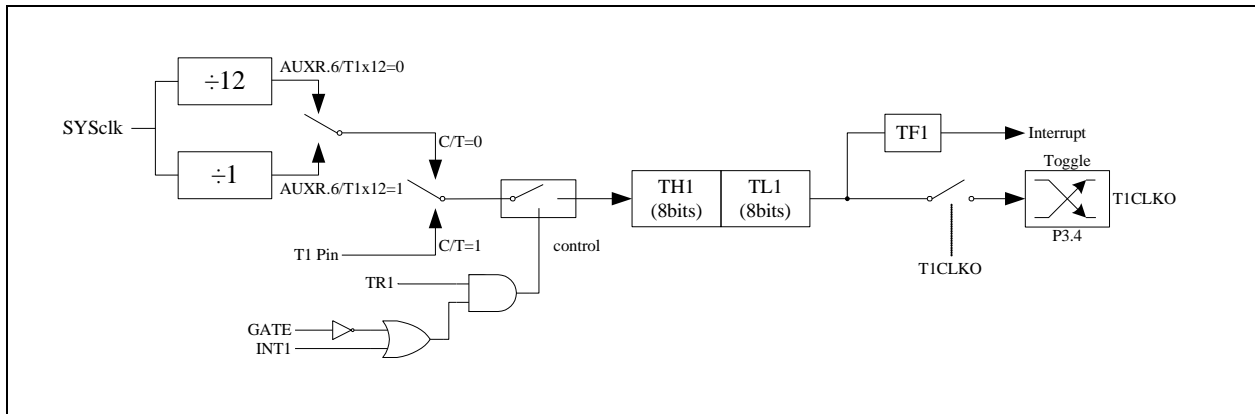 ÷12
AUXR.6/T1x12=0
SYSclk
÷1
AUXR.6/T1x12=1
C/T=0
C/T=1
T1 Pin
control
TR1
GATE
INT1
TH1
(8bits)
TL1
(8bits)
TF1
Interrupt
Toggle
T1CLKO
P3.4
T1CLKO